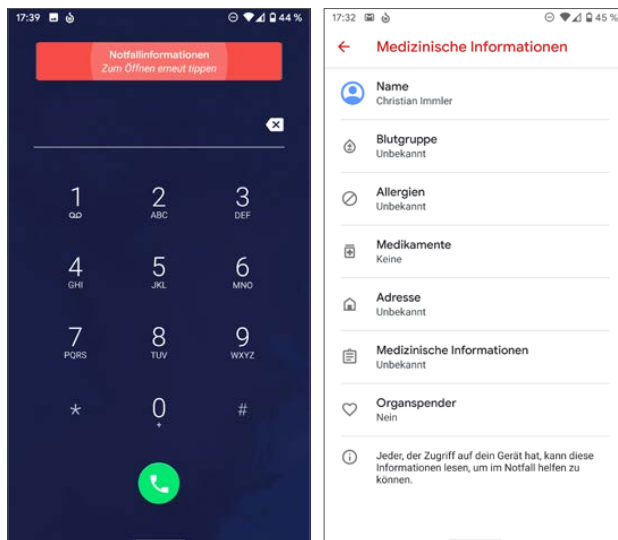 17:39 44 %
Notfallinformationen
Zum Öffnen erneut tippen
1 2 3
ABC DEF
4 5 6
GHI JKL MNO
7 8 9
PQRS TUV WXYZ
* 0 #
+
17:32 45 %
Medizinische Informationen
Name
Christian Immler
Blutgruppe
Unbekannt
Allergien
Unbekannt
Medikamente
Keine
Adresse
Unbekannt
Medizinische Informationen
Unbekannt
Organspender
Nein
Jeder, der Zugriff auf dein Gerät hat, kann diese
Informationen lesen, um im Notfall helfen zu
können.